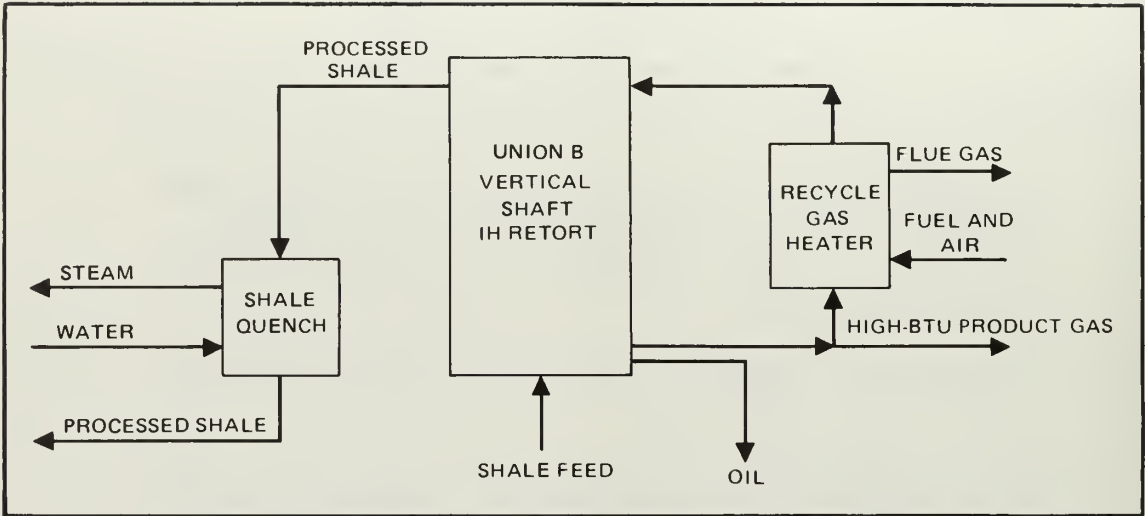 PROCESSED
SHALE
UNION B
VERTICAL
SHAFT
IH RETORT
RECYCLE
GAS
HEATER
FLUE GAS
FUEL AND
AIR
STEAM
WATER
SHALE
QUENCH
HIGH-BTU PRODUCT GAS
PROCESSED SHALE
SHALE FEED
OIL